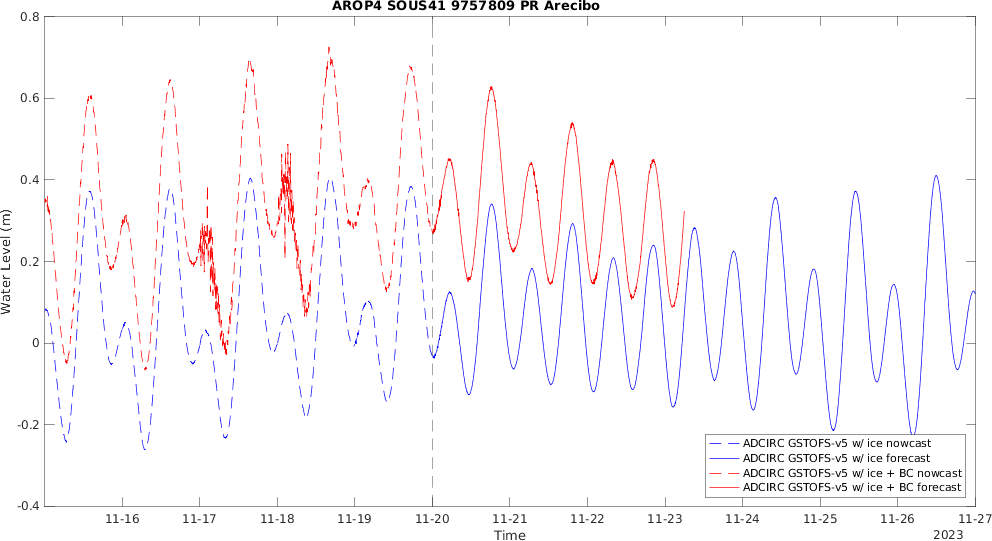 AROP4 SOUS41 9757809 PR Arecibo
Water Level (m)
0.8
0.6
0.4
0.2
0
-0.2
-0.4
ADCIRC GSTOFS-v5 w/ ice nowcast
ADCIRC GSTOFS-v5 w/ ice forecast
ADCIRC GSTOFS-v5 w/ ice + BC nowcast
ADCIRC GSTOFS-v5 w/ ice + BC forecast
11-16 11-17 11-18 11-19 11-20 11-21 11-22 11-23 11-24 11-25 11-26 11-27
Time
2023